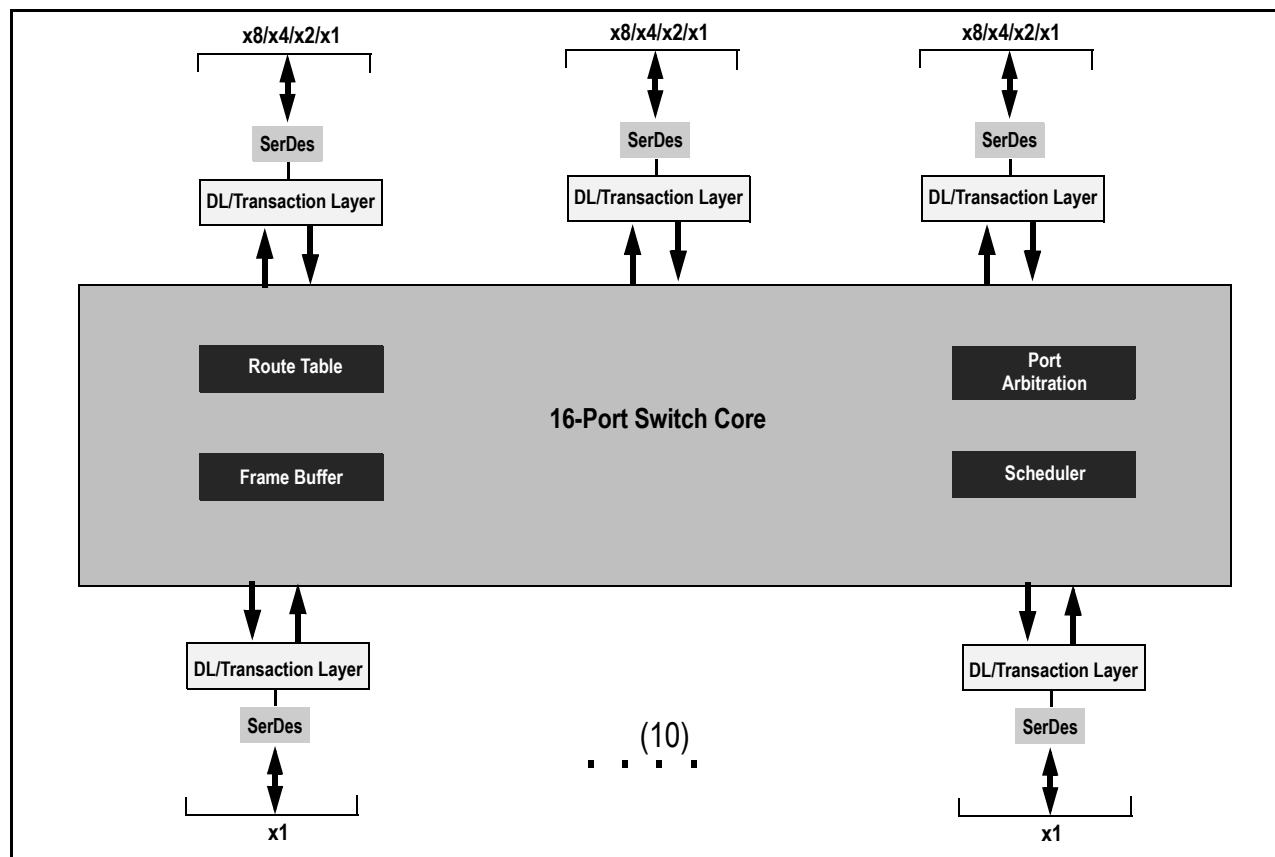 x8/x4/x2/x1
x8/x4/x2/x1
x8/x4/x2/x1
SerDes
SerDes
SerDes
DL/Transaction Layer
DL/Transaction Layer
DL/Transaction Layer
Route Table
Port
Arbitration
16-Port Switch Core
Frame Buffer
Scheduler
DL/Transaction Layer
DL/Transaction Layer
SerDes
SerDes
(10)
. . . .
x1
x1